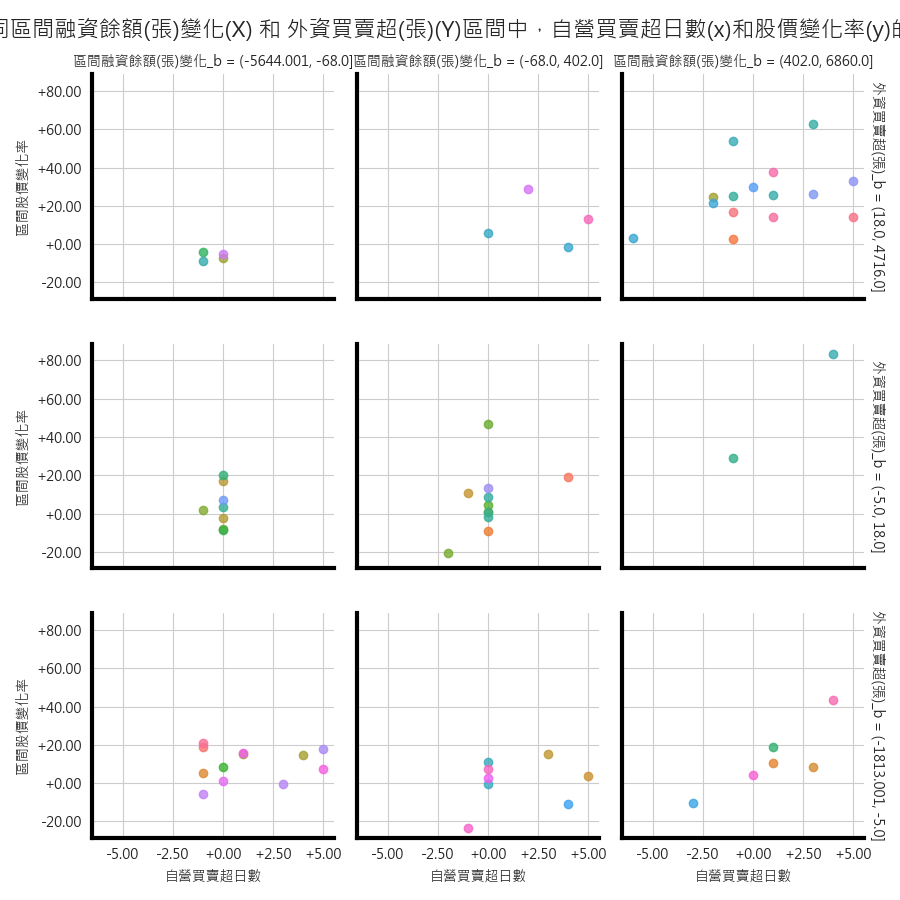 區間融資餘額(張)變化(X) 和 外資買賣超(張)(Y)區間中，自營買賣超日數(x)和股價變化率(y)的
區間融資餘額(張)變化_b = (-5644.001, -68.0]
區間融資餘額(張)變化_b = (-68.0, 402.0]
區間融資餘額(張)變化_b = (402.0, 6860.0]
區間股價變化率
+80.00
+60.00
+40.00
+20.00
+0.00
-20.00
外資買賣超(張)_b = (18.0, 4716.0]
區間股價變化率
+80.00
+60.00
+40.00
+20.00
+0.00
-20.00
外資買賣超(張)_b = (-5.0, 18.0]
區間股價變化率
+80.00
+60.00
+40.00
+20.00
+0.00
-20.00
外資買賣超(張)_b = (-1813.001, -5.0]
-5.00 -2.50 +0.00 +2.50 +5.00
-5.00 -2.50 +0.00 +2.50 +5.00
-5.00 -2.50 +0.00 +2.50 +5.00
自營買賣超日數
自營買賣超日數
自營買賣超日數